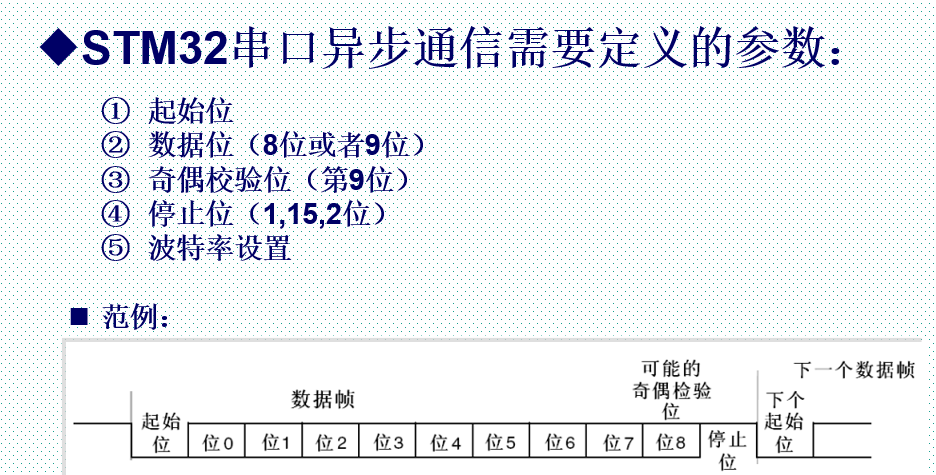 ◆STM32串口异步通信需要定义的参数：
① 起始位
② 数据位（8位或者9位）
③ 奇偶校验位（第9位）
④ 停止位（1,15,2位）
⑤ 波特率设置
■ 范例：
数据帧
可能的
奇偶检验
位
下一个数据帧
起始
位
位0
位1
位2
位3
位4
位5
位6
位7
位8
停止
位
下个
起始
位